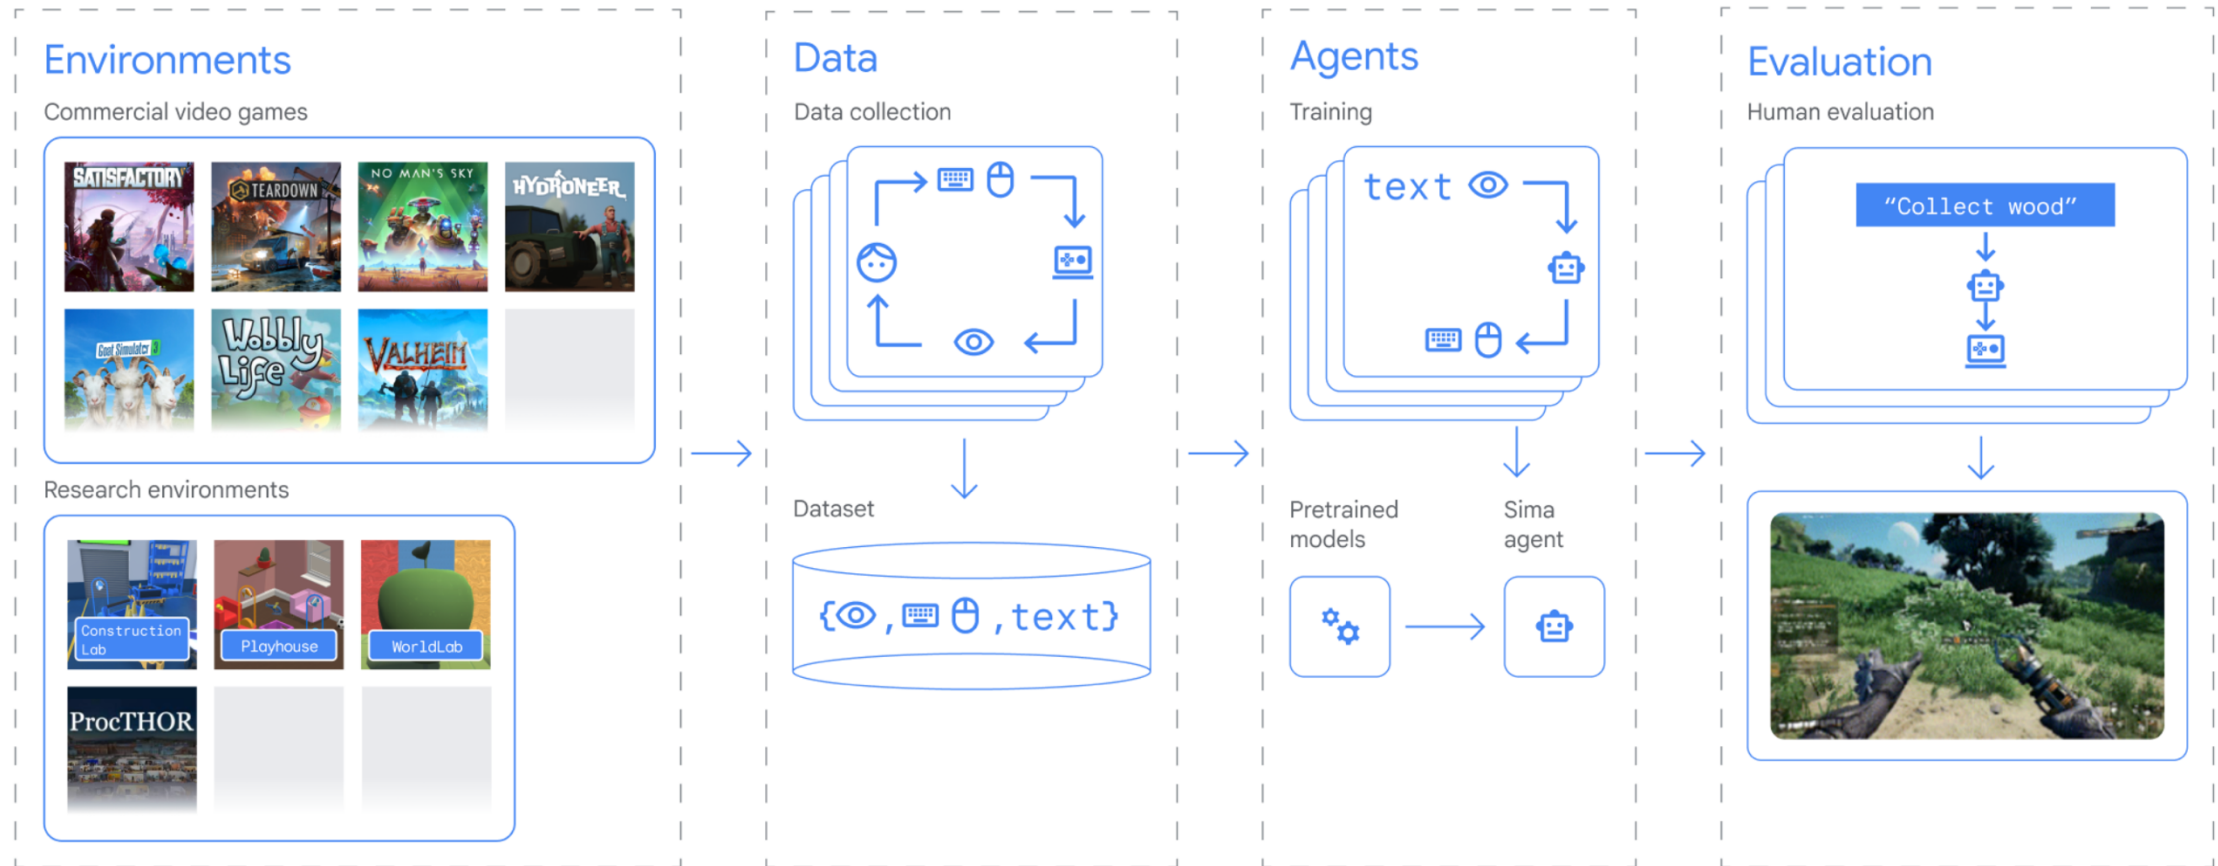 Environments
Commercial video games
SATISFACTORY
TEARDOWN
NO MAN'S SKY
HYDRONEER
Goat Simulator 3
Wobbly
Life
VALHEIM
Research environments
Construction
Lab
Playhouse
WorldLab
ProcTHOR
Data
Data collection
Dataset
{ , ,text}
Agents
Training
text
Pretrained
models
Sima
agent
Evaluation
Human evaluation
“Collect wood”